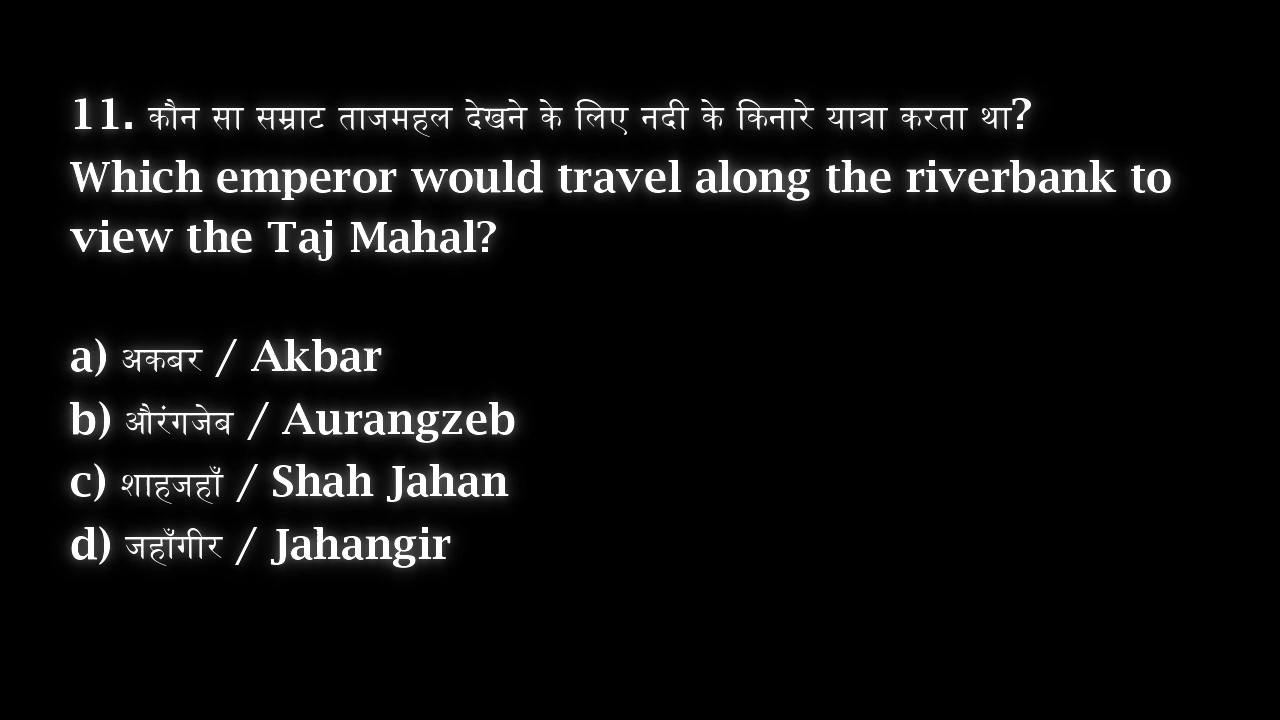 11. कौन सा सम्राट ताजमहल देखने के लिए नदी के किनारे यात्रा करता था?
Which emperor would travel along the riverbank to
view the Taj Mahal?
a) अकबर / Akbar
b) औरंगजेब / Aurangzeb
c) शाहजहाँ / Shah Jahan
d) जहाँगीर / Jahangir